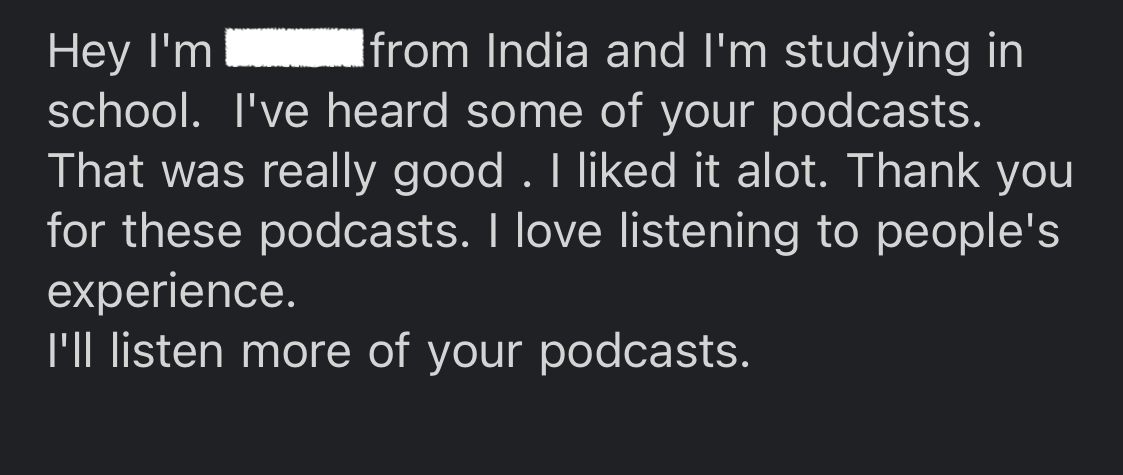 Hey I'm from India and I'm studying in
school.  I've heard some of your podcasts.
That was really good . I liked it alot. Thank you
for these podcasts. I love listening to people's
experience.
I'll listen more of your podcasts.